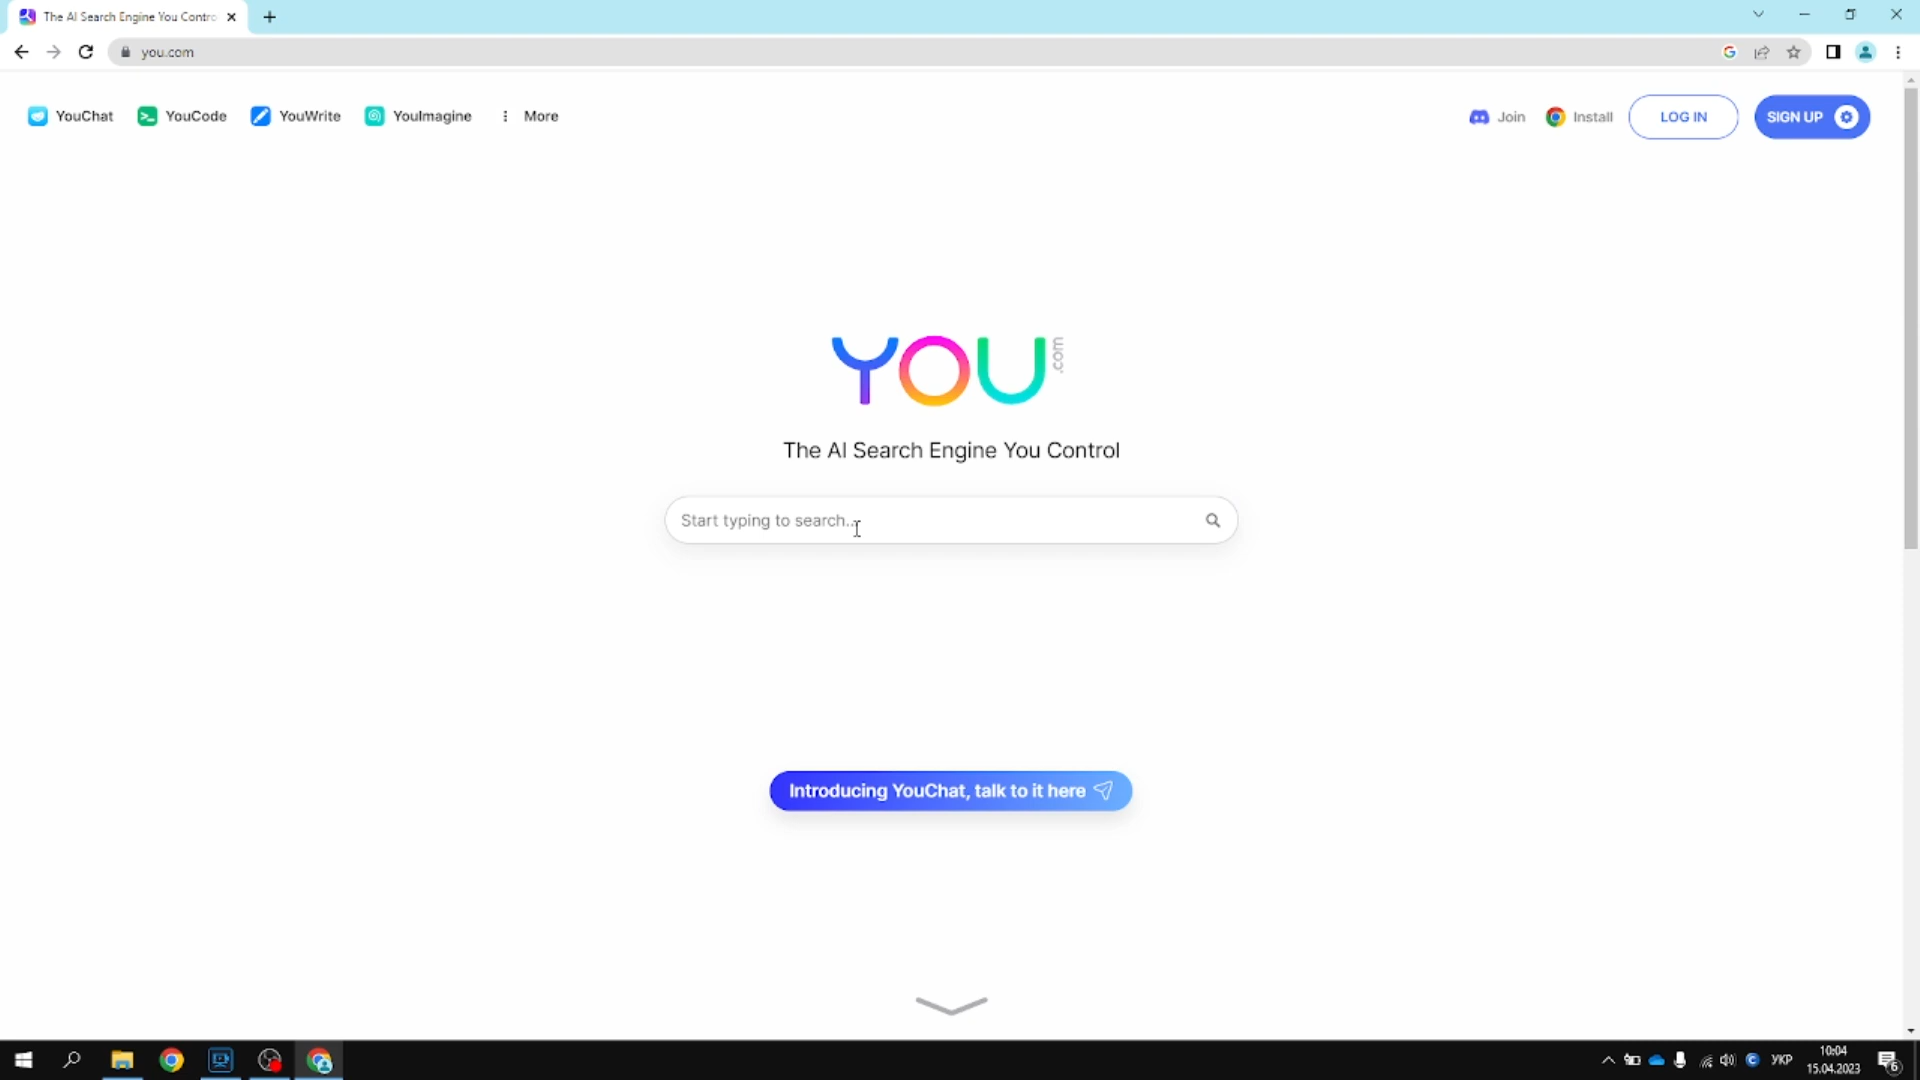 The AI Search Engine You Contro
you.com
YouChat YouCode YouWrite YouImagine More
Join Install LOG IN SIGN UP
YOU.com
The AI Search Engine You Control
Start typing to search..
Introducing YouChat, talk to it here
УКР
10:04
15.04.2023
6